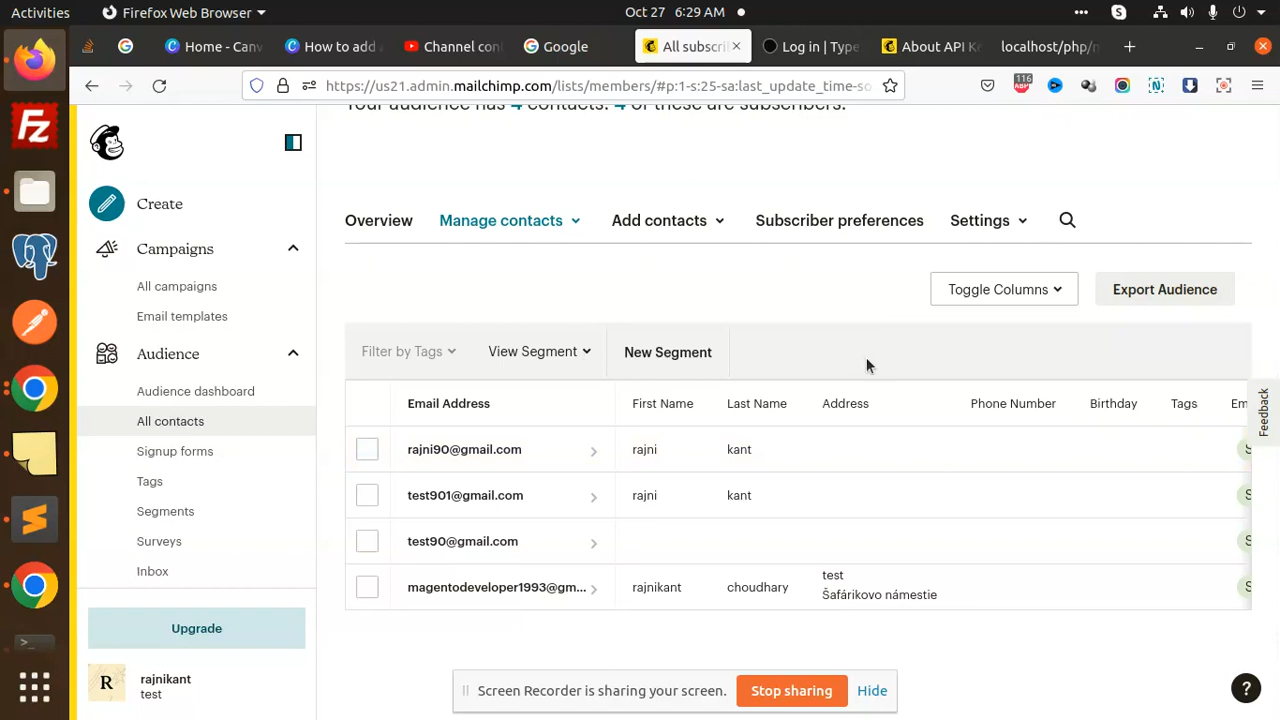 Activities Firefox Web Browser Oct 27 6:29 AM
Home - Canv How to add Channel con Google All subscri Log in | Type About API K localhost/php/
https://us21.admin.mailchimp.com/lists/members/#p:1-s:25-sa:last_update_time-so 116 ABP
Your audience has 4 contacts. 4 of these are subscribers.
Create
Overview Manage contacts Add contacts Subscriber preferences Settings
Campaigns
All campaigns
Toggle Columns Export Audience
Email templates
Audience
Filter by Tags View Segment New Segment
Audience dashboard
Email Address First Name Last Name Address Phone Number Birthday Tags Em
All contacts
Feedback
Signup forms
rajni90@gmail.com rajni kant S
Tags
test901@gmail.com rajni kant S
Segments
Surveys
test90@gmail.com S
Inbox
magentodeveloper1993@gm... rajnikant choudhary test S
Šafárikovo námestie
Upgrade
R rajnikant
test
Screen Recorder is sharing your screen. Stop sharing Hide
?